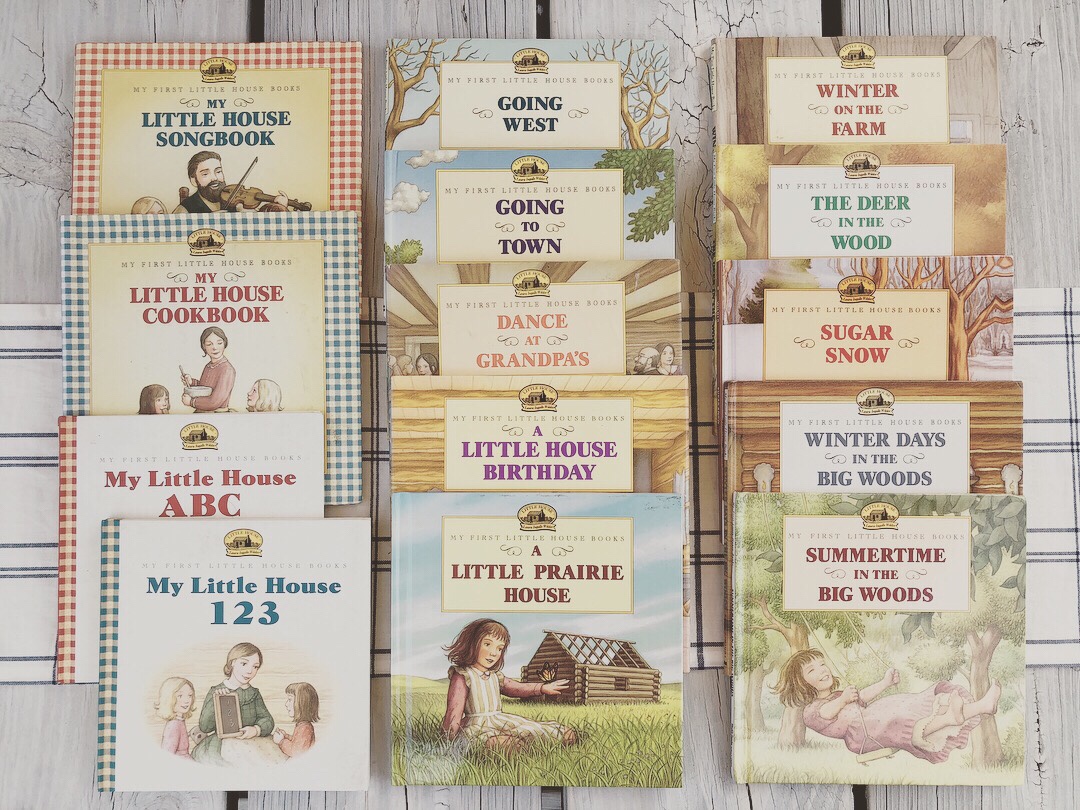 MY FIRST LITTLE HOUSE BOOKS
MY
LITTLE HOUSE
SONGBOOK
MY FIRST LITTLE HOUSE BOOKS
MY
LITTLE HOUSE
COOKBOOK
MY FIRST LITTLE HOUSE BOOKS
My Little House
ABC
MY FIRST LITTLE HOUSE BOOKS
My Little House
123
MY FIRST LITTLE HOUSE BOOKS
GOING
WEST
MY FIRST LITTLE HOUSE BOOKS
GOING
TO
TOWN
MY FIRST LITTLE HOUSE BOOKS
DANCE
AT
GRANDPA'S
MY FIRST LITTLE HOUSE BOOKS
A
LITTLE HOUSE
BIRTHDAY
MY FIRST LITTLE HOUSE BOOKS
A
LITTLE PRAIRIE
HOUSE
MY FIRST LITTLE HOUSE BOOKS
WINTER
ON THE
FARM
MY FIRST LITTLE HOUSE BOOKS
THE DEER
IN THE
WOOD
MY FIRST LITTLE HOUSE BOOKS
SUGAR
SNOW
MY FIRST LITTLE HOUSE BOOKS
WINTER DAYS
IN THE
BIG WOODS
MY FIRST LITTLE HOUSE BOOKS
SUMMERTIME
IN THE
BIG WOODS